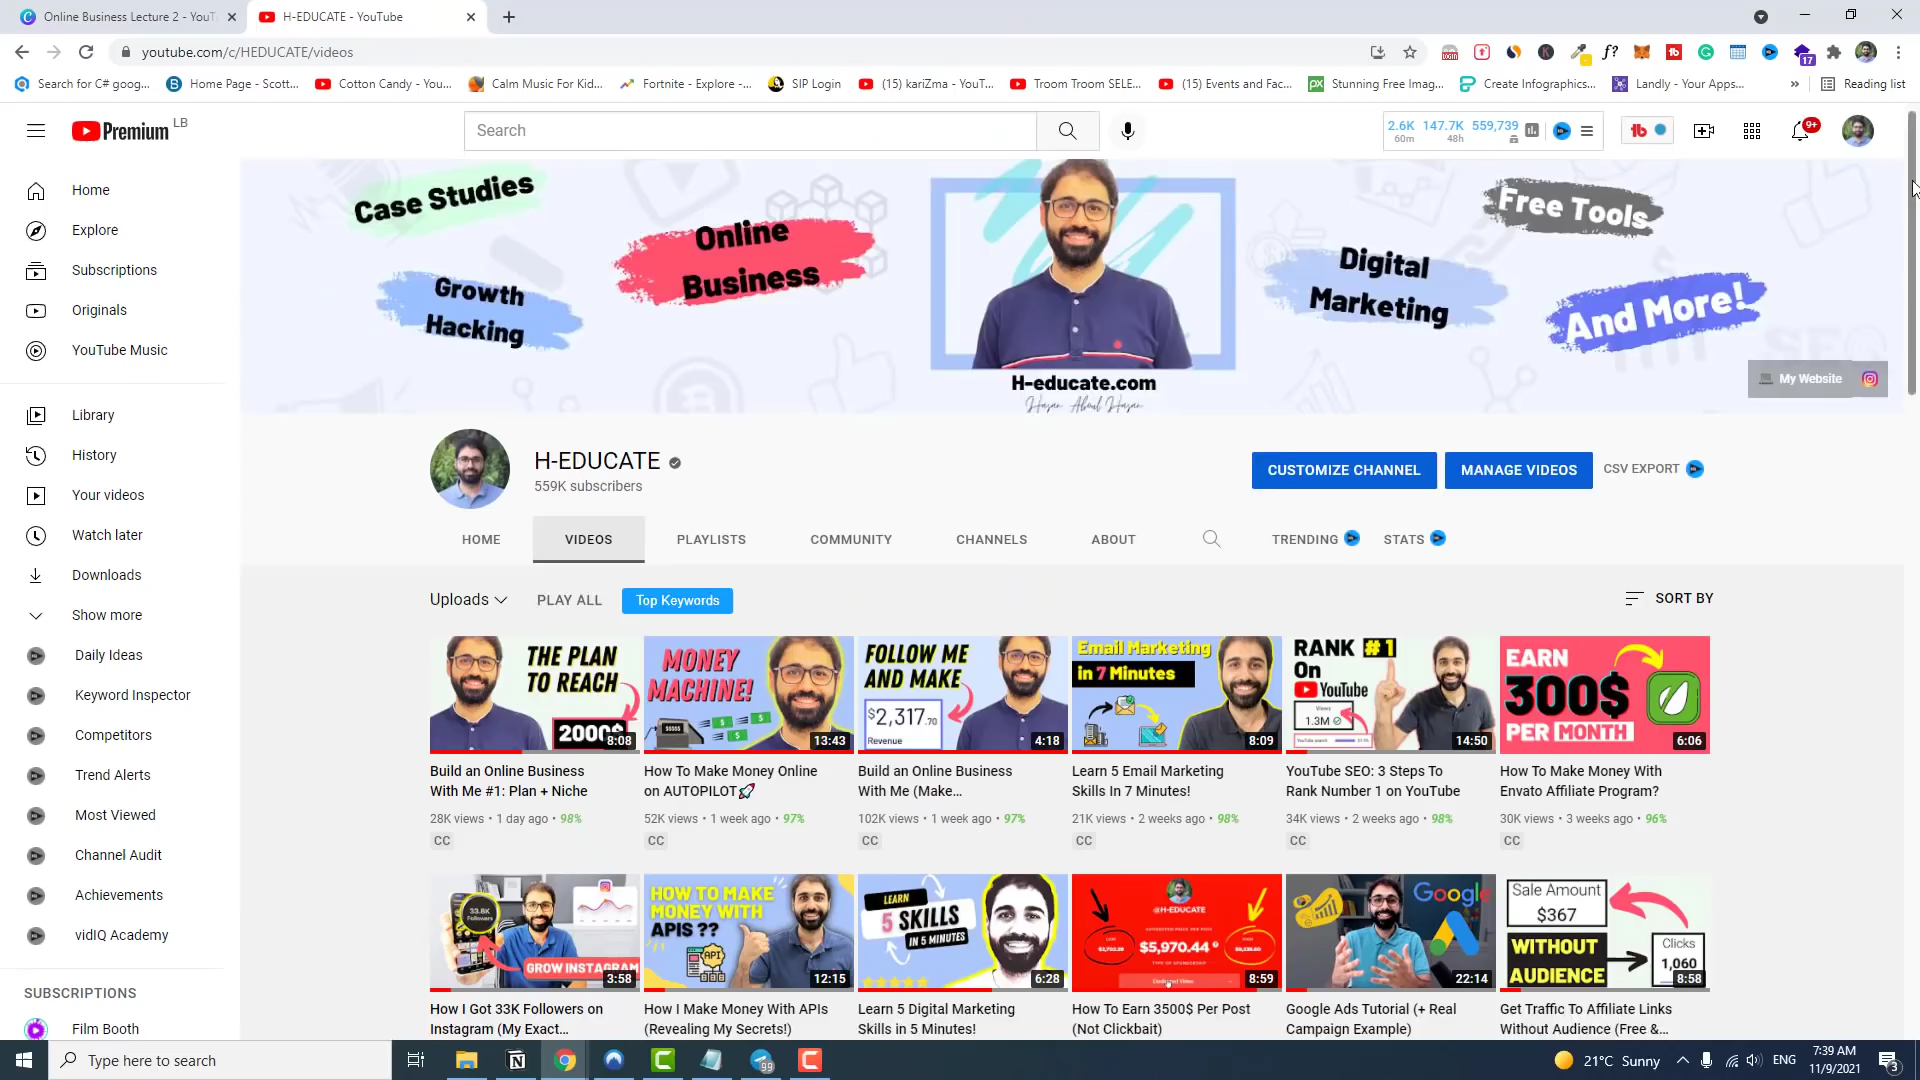 Online Business Lecture 2 - YouT
H-EDUCATE - YouTube
youtube.com/c/HEDUCATE/videos
Search for C# goog...
Home Page - Scott...
Cotton Candy - You...
Calm Music For Kid...
Fortnite - Explore -...
SIP Login
(15) kariZma - YouT...
Troom Troom SELE...
(15) Events and Fac...
Stunning Free Imag...
Create Infographics...
Landly - Your Apps...
Reading list
Premium LB
Search
2.6K 147.7K 559,739
60m 48h
9+
Home
Explore
Subscriptions
Originals
YouTube Music
Library
History
Your videos
Watch later
Downloads
Show more
Daily Ideas
Keyword Inspector
Competitors
Trend Alerts
Most Viewed
Channel Audit
Achievements
vidIQ Academy
SUBSCRIPTIONS
Film Booth
Case Studies
Growth
Hacking
Online
Business
H-educate.com
Hasan Aboul Hasan
Digital
Marketing
Free Tools
And More!
My Website
H-EDUCATE
559K subscribers
CUSTOMIZE CHANNEL
MANAGE VIDEOS
CSV EXPORT
HOME
VIDEOS
PLAYLISTS
COMMUNITY
CHANNELS
ABOUT
TRENDING
STATS
Uploads
PLAY ALL
Top Keywords
SORT BY
THE PLAN
TO REACH
2000$
8:08
Build an Online Business
With Me #1: Plan + Niche
28K views • 1 day ago • 98%
CC
MONEY
MACHINE!
13:43
How To Make Money Online
on AUTOPILOT🚀
52K views • 1 week ago • 97%
CC
FOLLOW ME
AND MAKE
$2,317.70
Revenue
4:18
Build an Online Business
With Me (Make...
102K views • 1 week ago • 97%
CC
Email Marketing
in 7 Minutes
8:09
Learn 5 Email Marketing
Skills In 7 Minutes!
21K views • 2 weeks ago • 98%
CC
RANK #1
On
YouTube
Views
1.3M
14:50
YouTube SEO: 3 Steps To
Rank Number 1 on YouTube
34K views • 2 weeks ago • 98%
CC
EARN
300$
PER MONTH
6:06
How To Make Money With
Envato Affiliate Program?
30K views • 3 weeks ago • 96%
CC
33.8K
Followers
GROW INSTAGRAM
3:58
How I Got 33K Followers on
Instagram (My Exact...
HOW TO MAKE
MONEY WITH
APIS ??
API
12:15
How I Make Money With APIs
(Revealing My Secrets!)
LEARN
5 SKILLS
IN 5 MINUTES
6:28
Learn 5 Digital Marketing
Skills in 5 Minutes!
@H-EDUCATE
$5,970.44
8:59
How To Earn 3500$ Per Post
(Not Clickbait)
Google
22:14
Google Ads Tutorial (+ Real
Campaign Example)
Sale Amount
$367
WITHOUT
AUDIENCE
Clicks
1,060
8:58
Get Traffic To Affiliate Links
Without Audience (Free &...
Type here to search
99
21°C Sunny
ENG
7:39 AM
11/9/2021
3